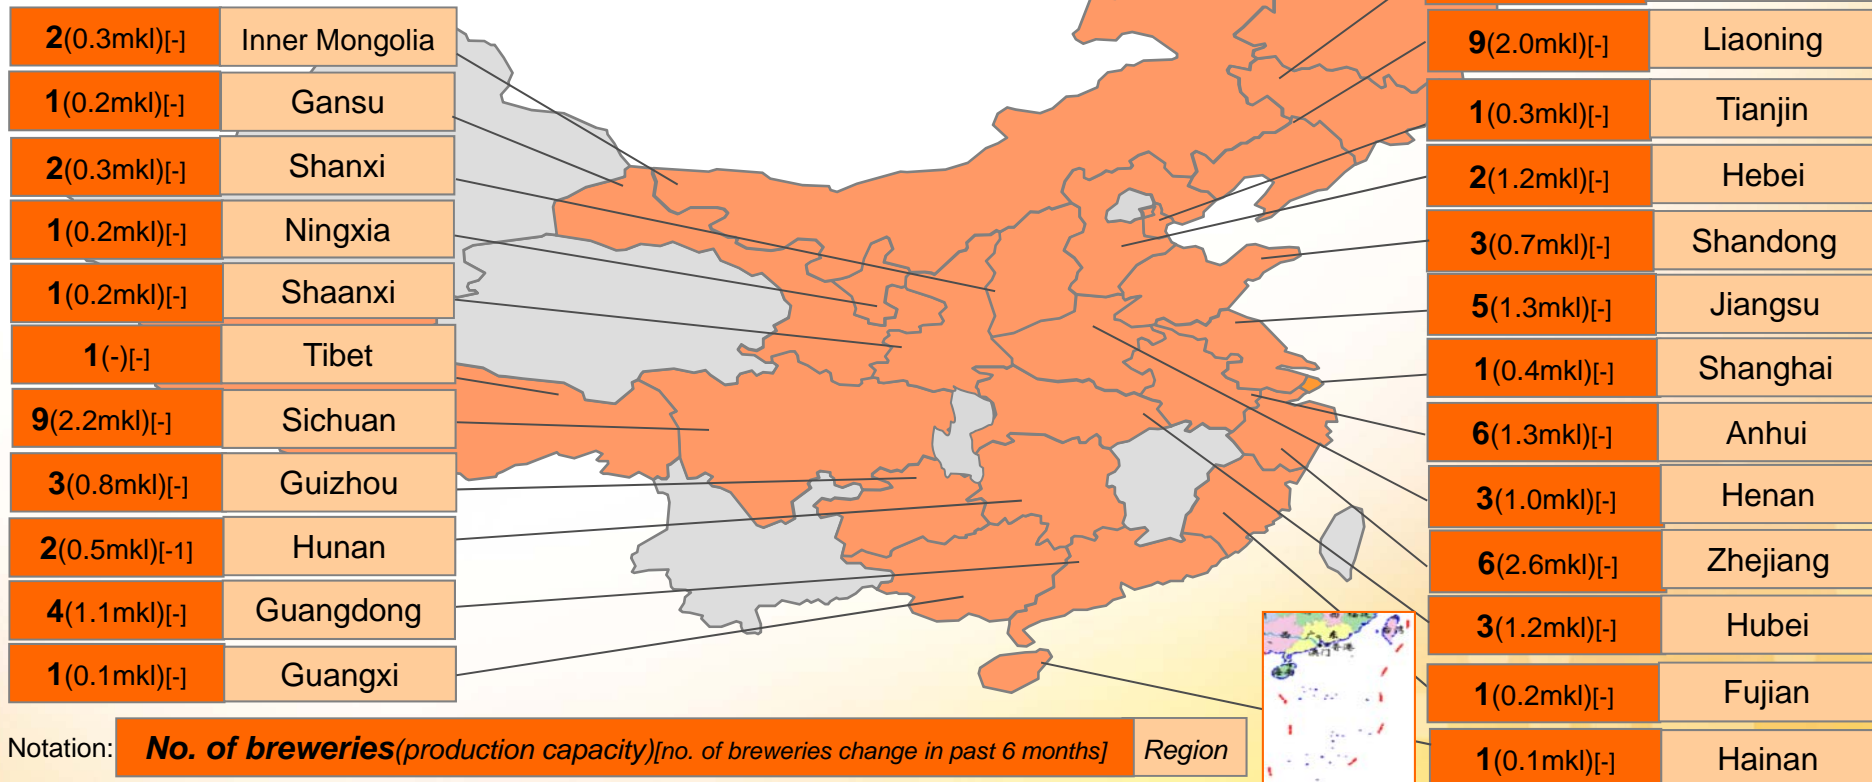 2(0.3mkl)[-] Inner Mongolia
1(0.2mkl)[-] Gansu
2(0.3mkl)[-] Shanxi
1(0.2mkl)[-] Ningxia
1(0.2mkl)[-] Shaanxi
1(-)[-] Tibet
9(2.2mkl)[-] Sichuan
3(0.8mkl)[-] Guizhou
2(0.5mkl)[-1] Hunan
4(1.1mkl)[-] Guangdong
1(0.1mkl)[-] Guangxi
9(2.0mkl)[-] Liaoning
1(0.3mkl)[-] Tianjin
2(1.2mkl)[-] Hebei
3(0.7mkl)[-] Shandong
5(1.3mkl)[-] Jiangsu
1(0.4mkl)[-] Shanghai
6(1.3mkl)[-] Anhui
3(1.0mkl)[-] Henan
6(2.6mkl)[-] Zhejiang
3(1.2mkl)[-] Hubei
1(0.2mkl)[-] Fujian
1(0.1mkl)[-] Hainan
Notation: No. of breweries(production capacity)[no. of breweries change in past 6 months] Region